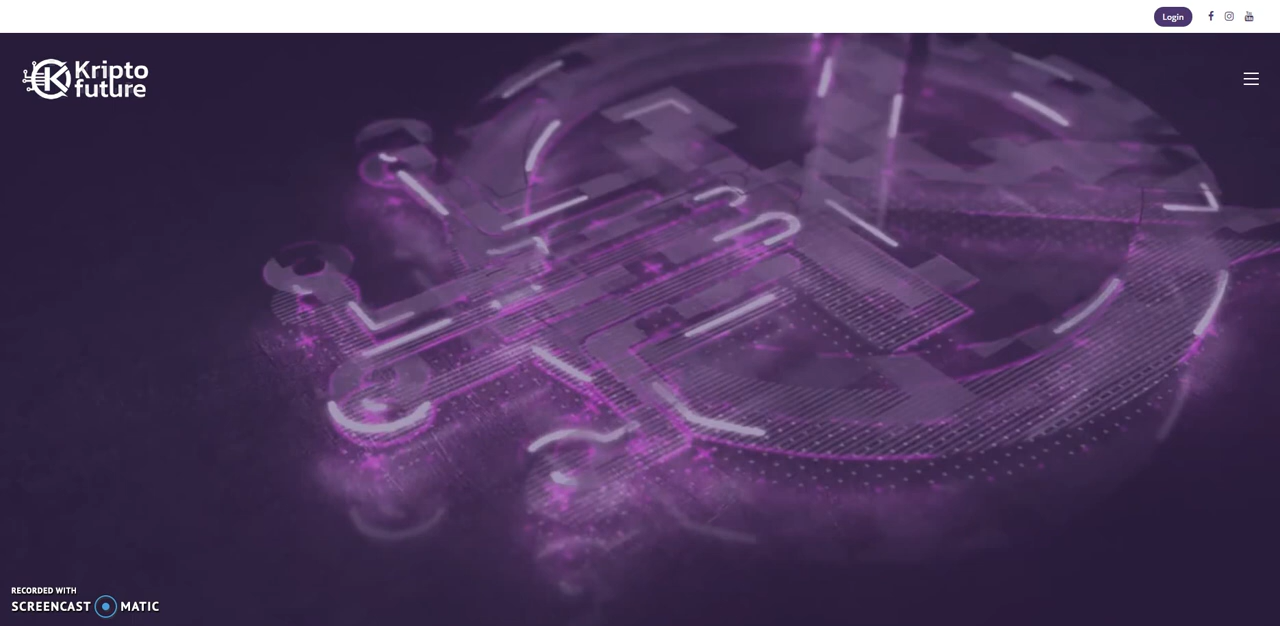 Login
Kripto
future
RECORDED WITH
SCREENCAST MATIC